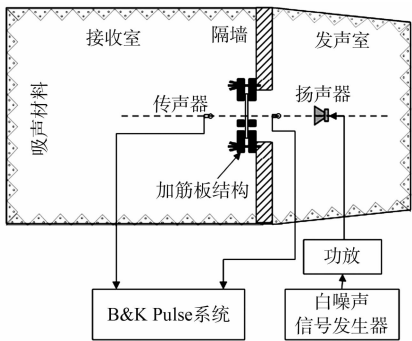 接收室
隔墙
发声室
吸声材料
传声器
扬声器
加筋板结构
功放
B&K Pulse系统
白噪声
信号发生器